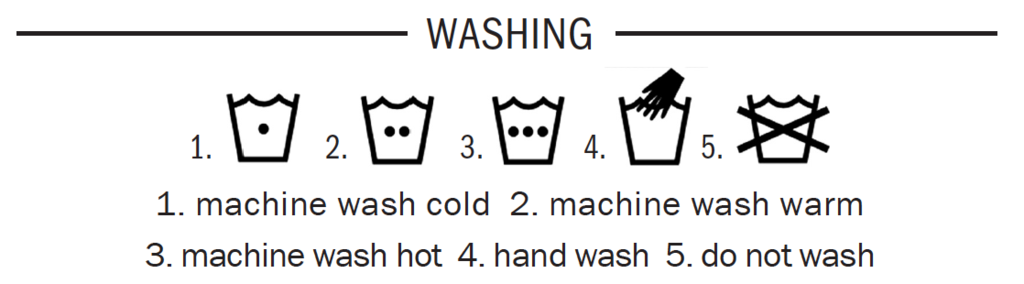 WASHING
1. 2. 3. 4. 5.
1. machine wash cold 2. machine wash warm
3. machine wash hot 4. hand wash 5. do not wash